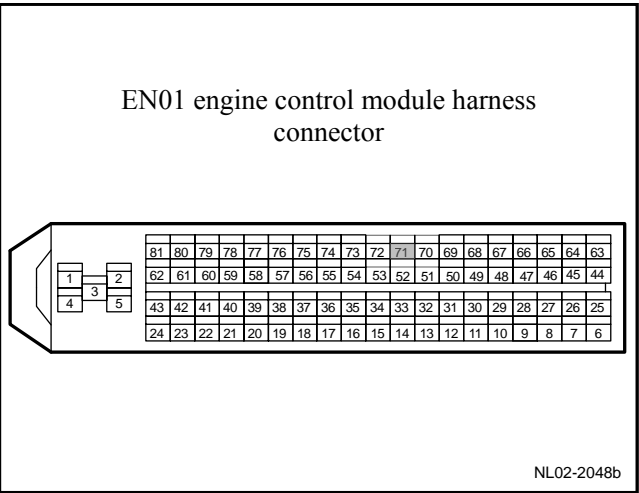 EN01 engine control module harness
connector
81 80 79 78 77 76 75 74 73 72 71 70 69 68 67 66 65 64 63
1 2 62 61 60 59 58 57 56 55 54 53 52 51 50 49 48 47 46 45 44
3
4 5 43 42 41 40 39 38 37 36 35 34 33 32 31 30 29 28 27 26 25
24 23 22 21 20 19 18 17 16 15 14 13 12 11 10 9 8 7 6
NL02-2048b